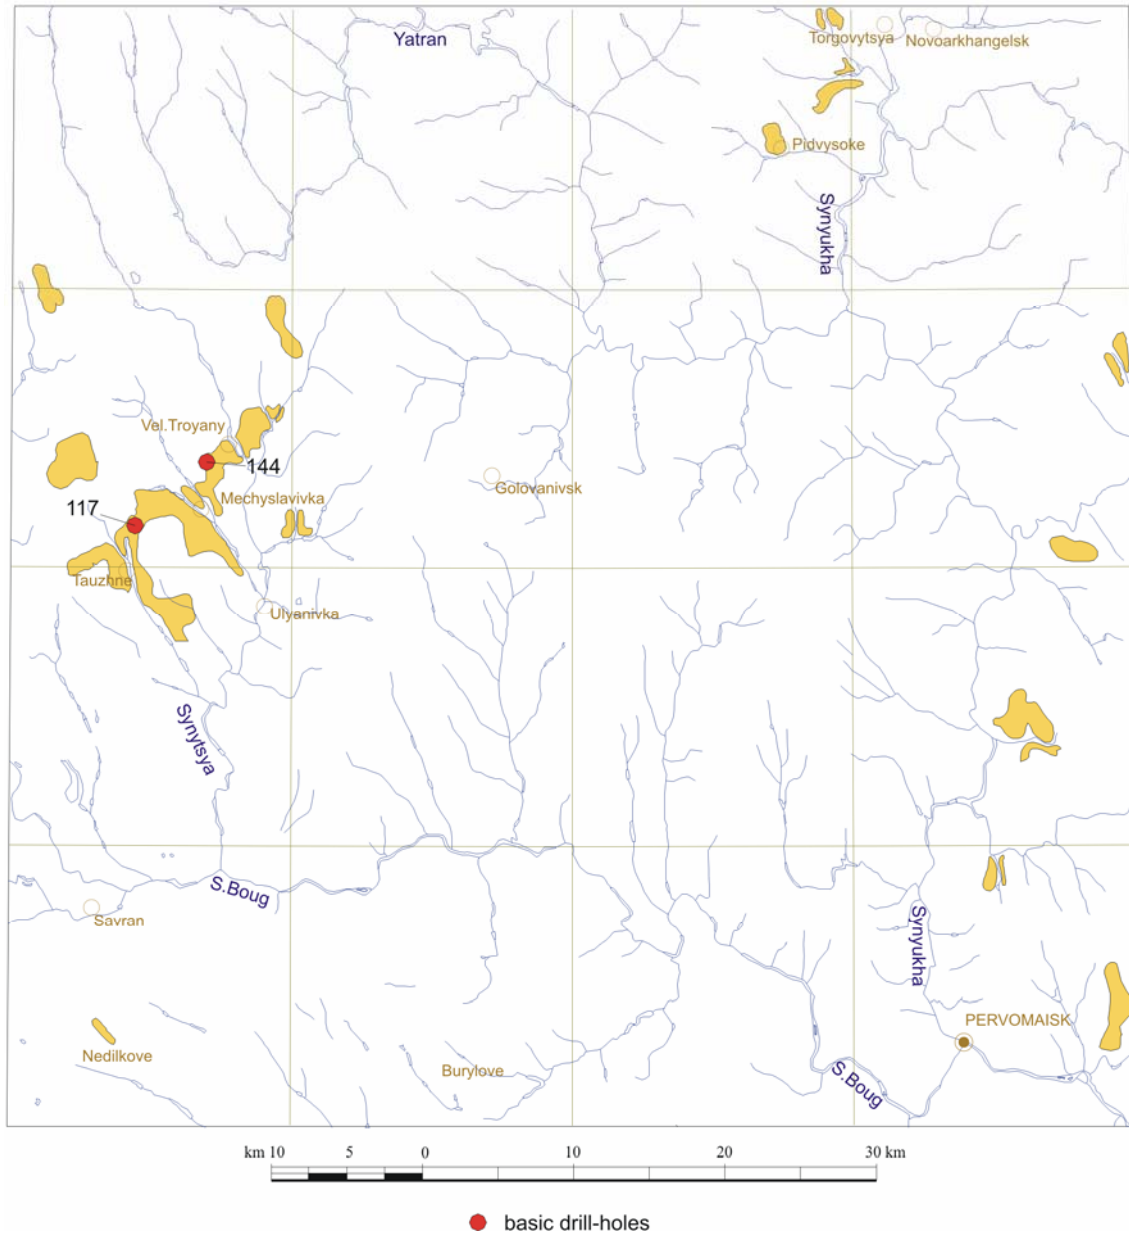 Yatran
Torgovytsya
Novoarkhangelsk
Pidvysoke
Synyukha
Vel.Troyany
144
Golovanivsk
Mechyslavivka
117
Tauzhne
Ulyanivka
Synytsya
S.Boug
Savran
Synyukha
PERVOMAISK
Nedilkove
Burylove
S.Boug
km 10 5 0 10 20 30 km
basic drill-holes